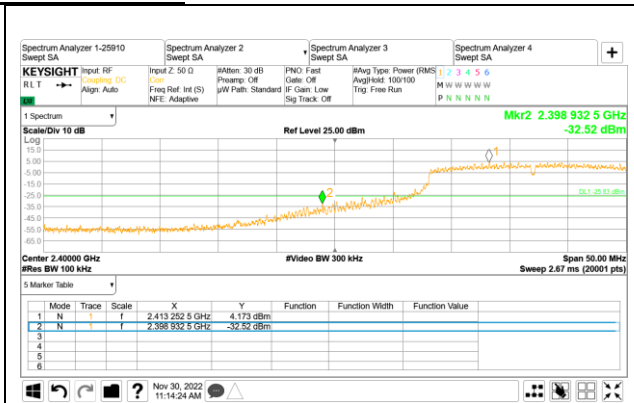 Spectrum Analyzer 1-25910 Spectrum Analyzer 2 Spectrum Analyzer 3 Spectrum Analyzer 4
Swept SA Swept SA Swept SA Swept SA
KEYSIGHT Input: RF Input Z: 50 Ω #Atten: 30 dB PNO: Fast #Avg Type: Power (RMS 1 2 3 4 5 6
RLT Coupling: DC Preamp: Off Gate: Off Avg|Hold: 100/100 M W W W W W
Align: Auto Freq Ref: Int (S) µW Path: Standard IF Gain: Low Trig: Free Run
NFE: Adaptive Sig Track: Off P N N N N N
1 Spectrum Mkr2 2.398 932 5 GHz
Scale/Div 10 dB Ref Level 25.00 dBm -32.52 dBm
Log
15.0
5.00
-5.00
-15.0
-25.0
-35.0
-45.0
-55.0
-65.0
1
2
Center 2.40000 GHz #Video BW 300 kHz Span 50.00 MHz
#Res BW 100 kHz Sweep 2.67 ms (20001 pts)
5 Marker Table
Mode Trace Scale X Y Function Function Width Function Value
1 N 1 f 2.413 252 5 GHz 4.173 dBm
2 N 1 f 2.398 932 5 GHz -32.52 dBm
3
4
5
6
? Nov 30, 2022
11:14:24 AM